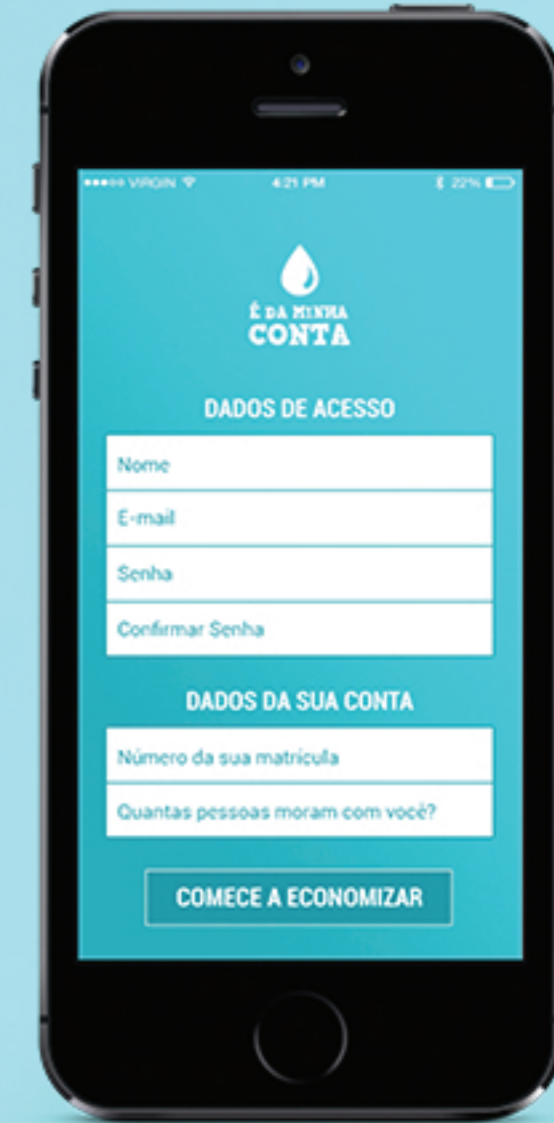 VIRGIN 4:21 PM 22%
É DA MINHA
CONTA
DADOS DE ACESSO
Nome
E-mail
Senha
Confirmar Senha
DADOS DA SUA CONTA
Número da sua matrícula
Quantas pessoas moram com você?
COMECE A ECONOMIZAR